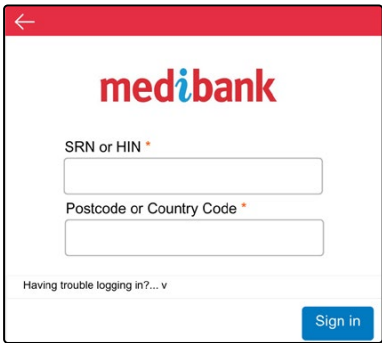 medibank
SRN or HIN *
Postcode or Country Code *
Having trouble logging in?... v
Sign in